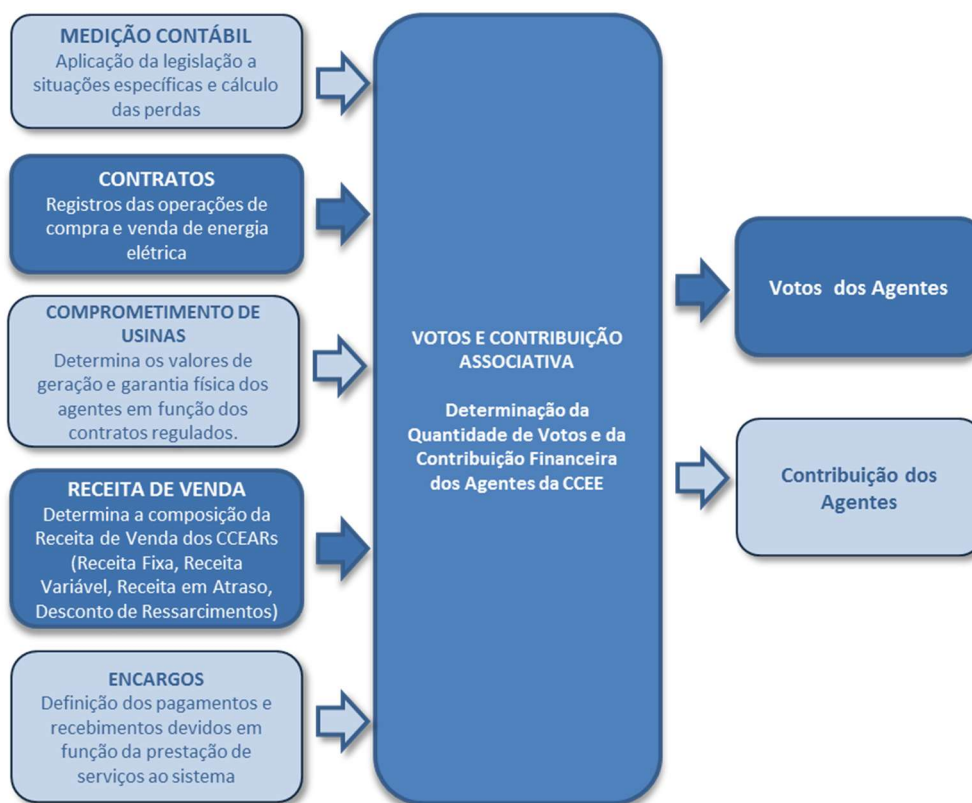 MEDIÇÃO CONTÁBIL
Aplicação da legislação a
situações específicas e cálculo
das perdas
CONTRATOS
Registros das operações de
compra e venda de energia
elétrica
COMPROMETIMENTO DE
USINAS
Determina os valores de
geração e garantia física dos
agentes em função dos
contratos regulados.
RECEITA DE VENDA
Determina a composição da
Receita de Venda dos CCEARs
(Receita Fixa, Receita
Variável, Receita em Atraso,
Desconto de Ressarcimentos)
ENCARGOS
Definição dos pagamentos e
recebimentos devidos em
função da prestação de
serviços ao sistema
VOTOS E CONTRIBUIÇÃO
ASSOCIATIVA
Determinação da
Quantidade de Votos e da
Contribuição Financeira
dos Agentes da CCEE
Votos dos Agentes
Contribuição dos
Agentes